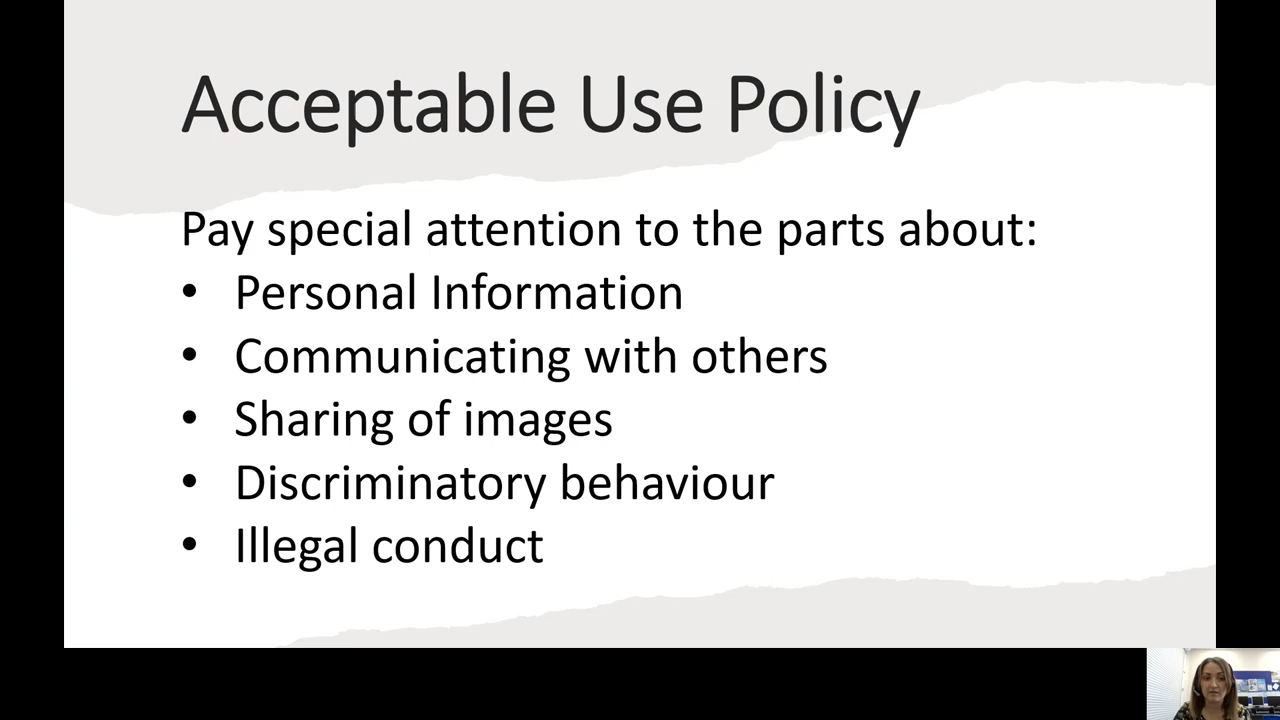 Acceptable Use Policy
Pay special attention to the parts about:
• Personal Information
• Communicating with others
• Sharing of images
• Discriminatory behaviour
• Illegal conduct